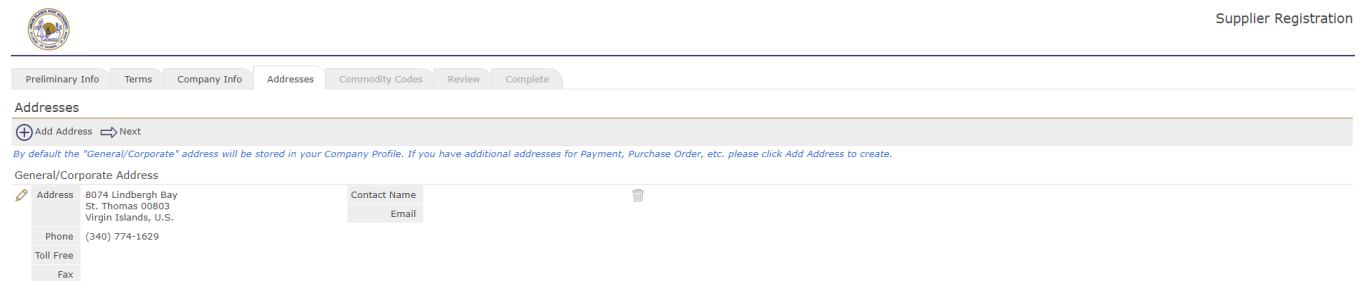 Supplier Registration
Preliminary Info Terms Company Info Addresses Commodity Codes Review Complete
Addresses
Add Address Next
By default the "General/Corporate" address will be stored in your Company Profile. If you have additional addresses for Payment, Purchase Order, etc. please click Add Address to create.
General/Corporate Address
Address 8074 Lindbergh Bay Contact Name
St. Thomas 00803
Email
Virgin Islands, U.S.
Phone (340) 774-1629
Toll Free
Fax